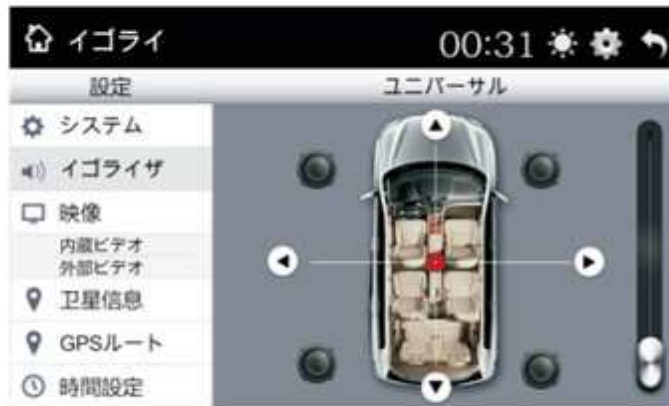 イゴライ
00:31
設定
ユニバーサル
システム
イゴライザ
映像
内蔵ビデオ
外部ビデオ
卫星信息
GPSルート
時間設定